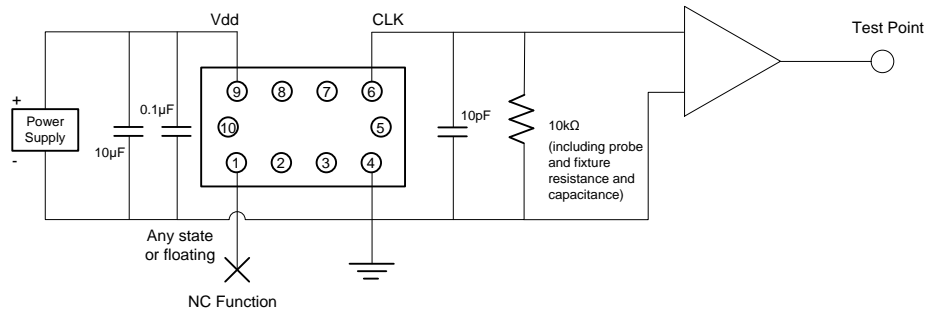 Vdd
CLK
Test Point
+
Power
Supply
-
10µF
0.1µF
9
8
7
6
10
5
1
2
3
4
10pF
10kΩ
(including probe
and fixture
resistance and
capacitance)
Any state
or floating
NC Function